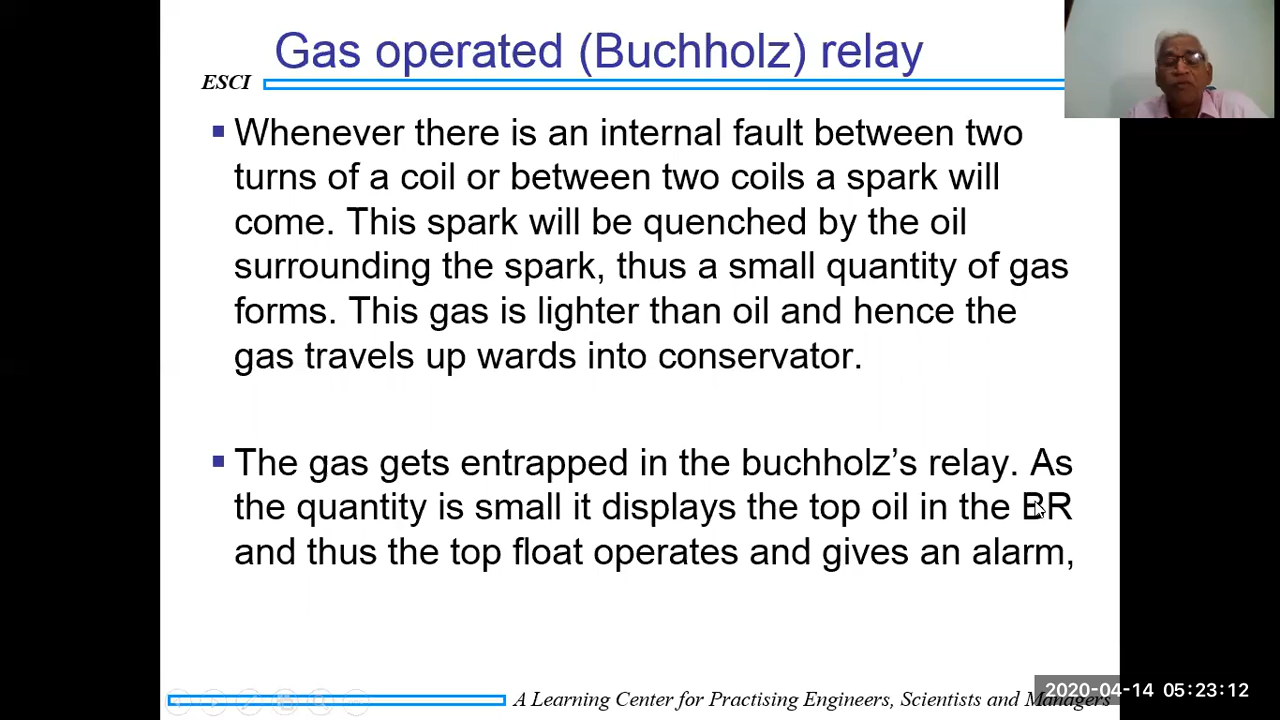 Gas operated (Buchholz) relay
ESCI
Whenever there is an internal fault between two
turns of a coil or between two coils a spark will
come. This spark will be quenched by the oil
surrounding the spark, thus a small quantity of gas
forms. This gas is lighter than oil and hence the
gas travels up wards into conservator.
The gas gets entrapped in the buchholz’s relay. As
the quantity is small it displays the top oil in the BR
and thus the top float operates and gives an alarm,
A Learning Center for Practising Engineers, Scientists and Managers
2020-04-14 05:23:12